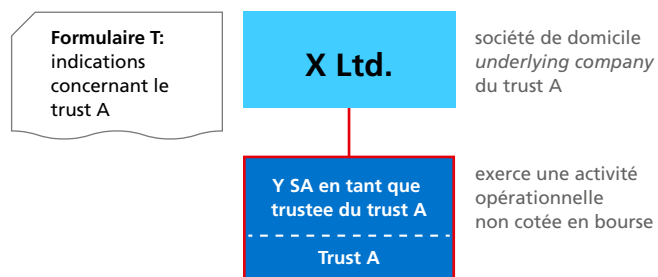 Formulaire T:
indications
concernant le
trust A
X Ltd.
société de domicile
underlying company
du trust A
Y SA en tant que
trustee du trust A
Trust A
exerce une activité
opérationnelle
non cotée en bourse